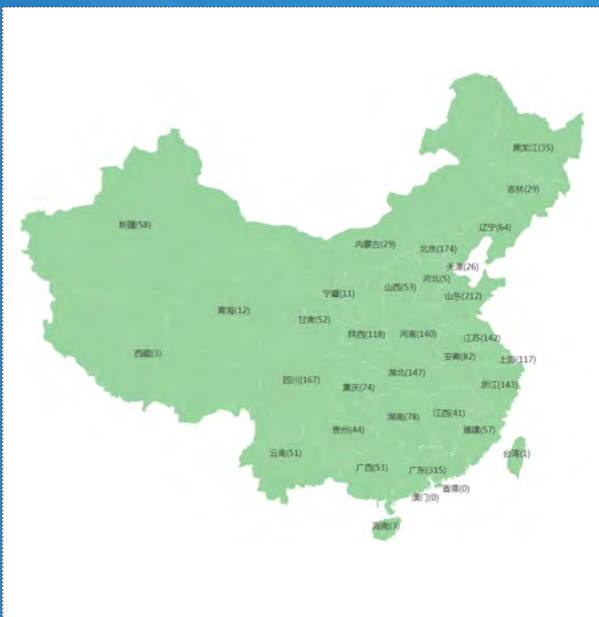 黑龙江(35)
吉林(29)
新疆(58)
辽宁(64)
内蒙古(29)
北京(174)
天津(26)
河北(5)
宁夏(11)
山西(53)
山东(212)
青海(12)
甘肃(52)
陕西(118)
河南(140)
江苏(142)
西藏(3)
安徽(82)
上海(117)
四川(167)
重庆(74)
湖北(147)
浙江(143)
湖南(78)
江西(41)
贵州(44)
福建(57)
云南(51)
台湾(1)
广西(51)
广东(315)
香港(0)
澳门(0)
海南(3)